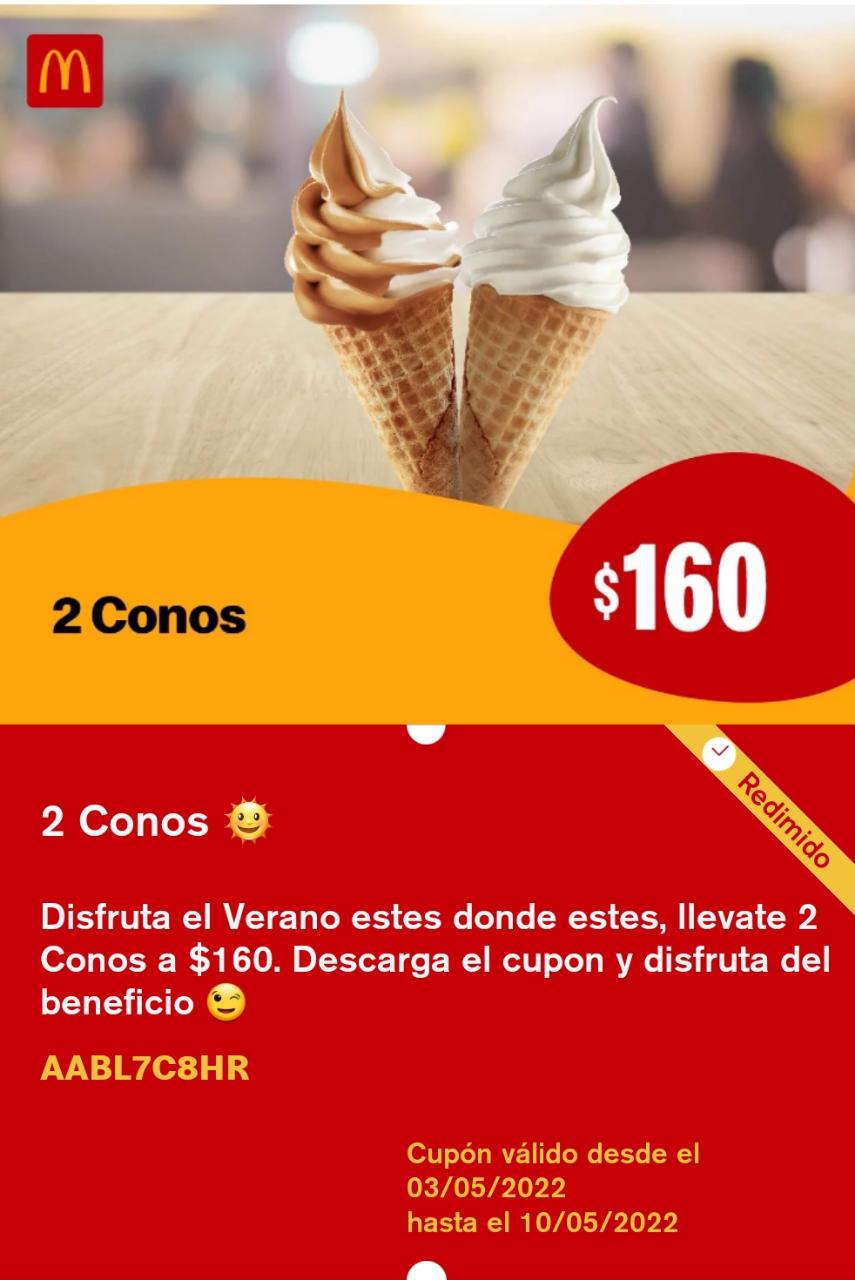 2 Conos
$160
Redimido
2 Conos 🌞
Disfruta el Verano estes donde estes, llevate 2
Conos a $160. Descarga el cupon y disfruta del
beneficio 😉
AABL7C8HR
Cupón válido desde el
03/05/2022
hasta el 10/05/2022